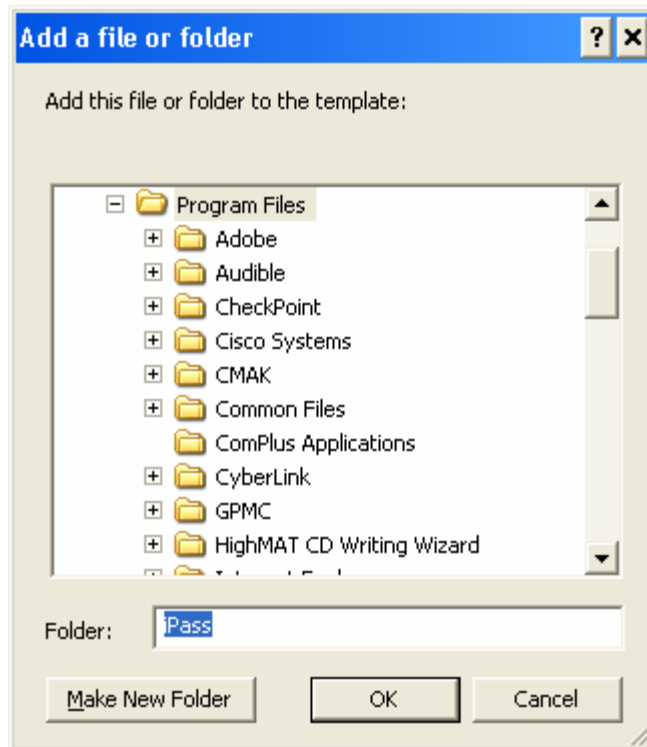 Add a file or folder
Add this file or folder to the template:
Program Files
Adobe
Audible
CheckPoint
Cisco Systems
CMAK
Common Files
ComPlus Applications
CyberLink
GPMC
HighMAT CD Writing Wizard
Folder: iPass
Make New Folder OK Cancel